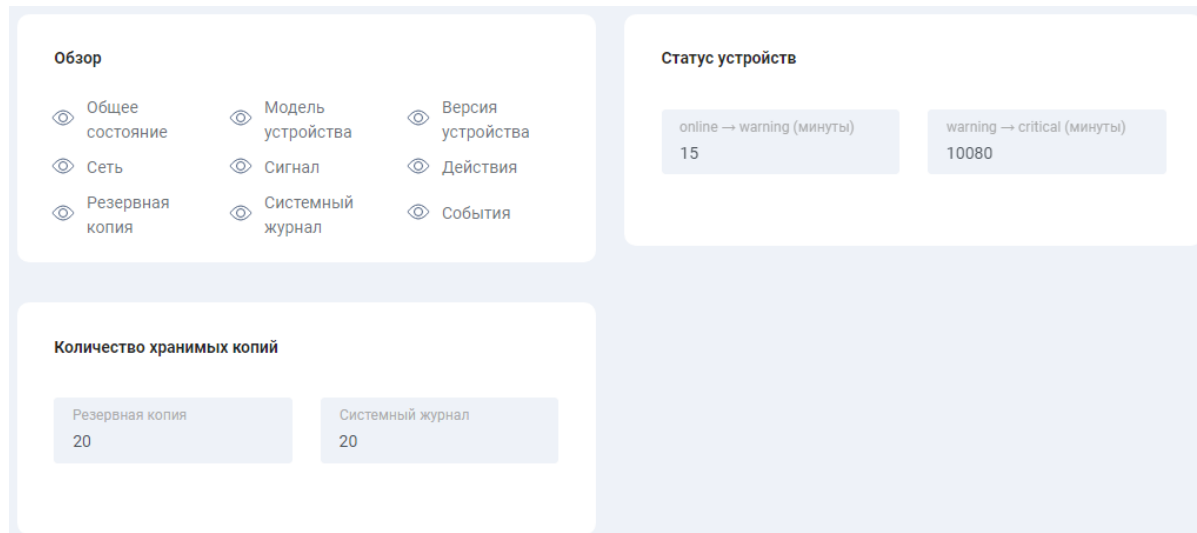 Обзор
Общее
состояние
Модель
устройства
Версия
устройства
Сеть
Сигнал
Действия
Резервная
копия
Системный
журнал
События
Статус устройств
online → warning (минуты)
15
warning → critical (минуты)
10080
Количество хранимых копий
Резервная копия
20
Системный журнал
20